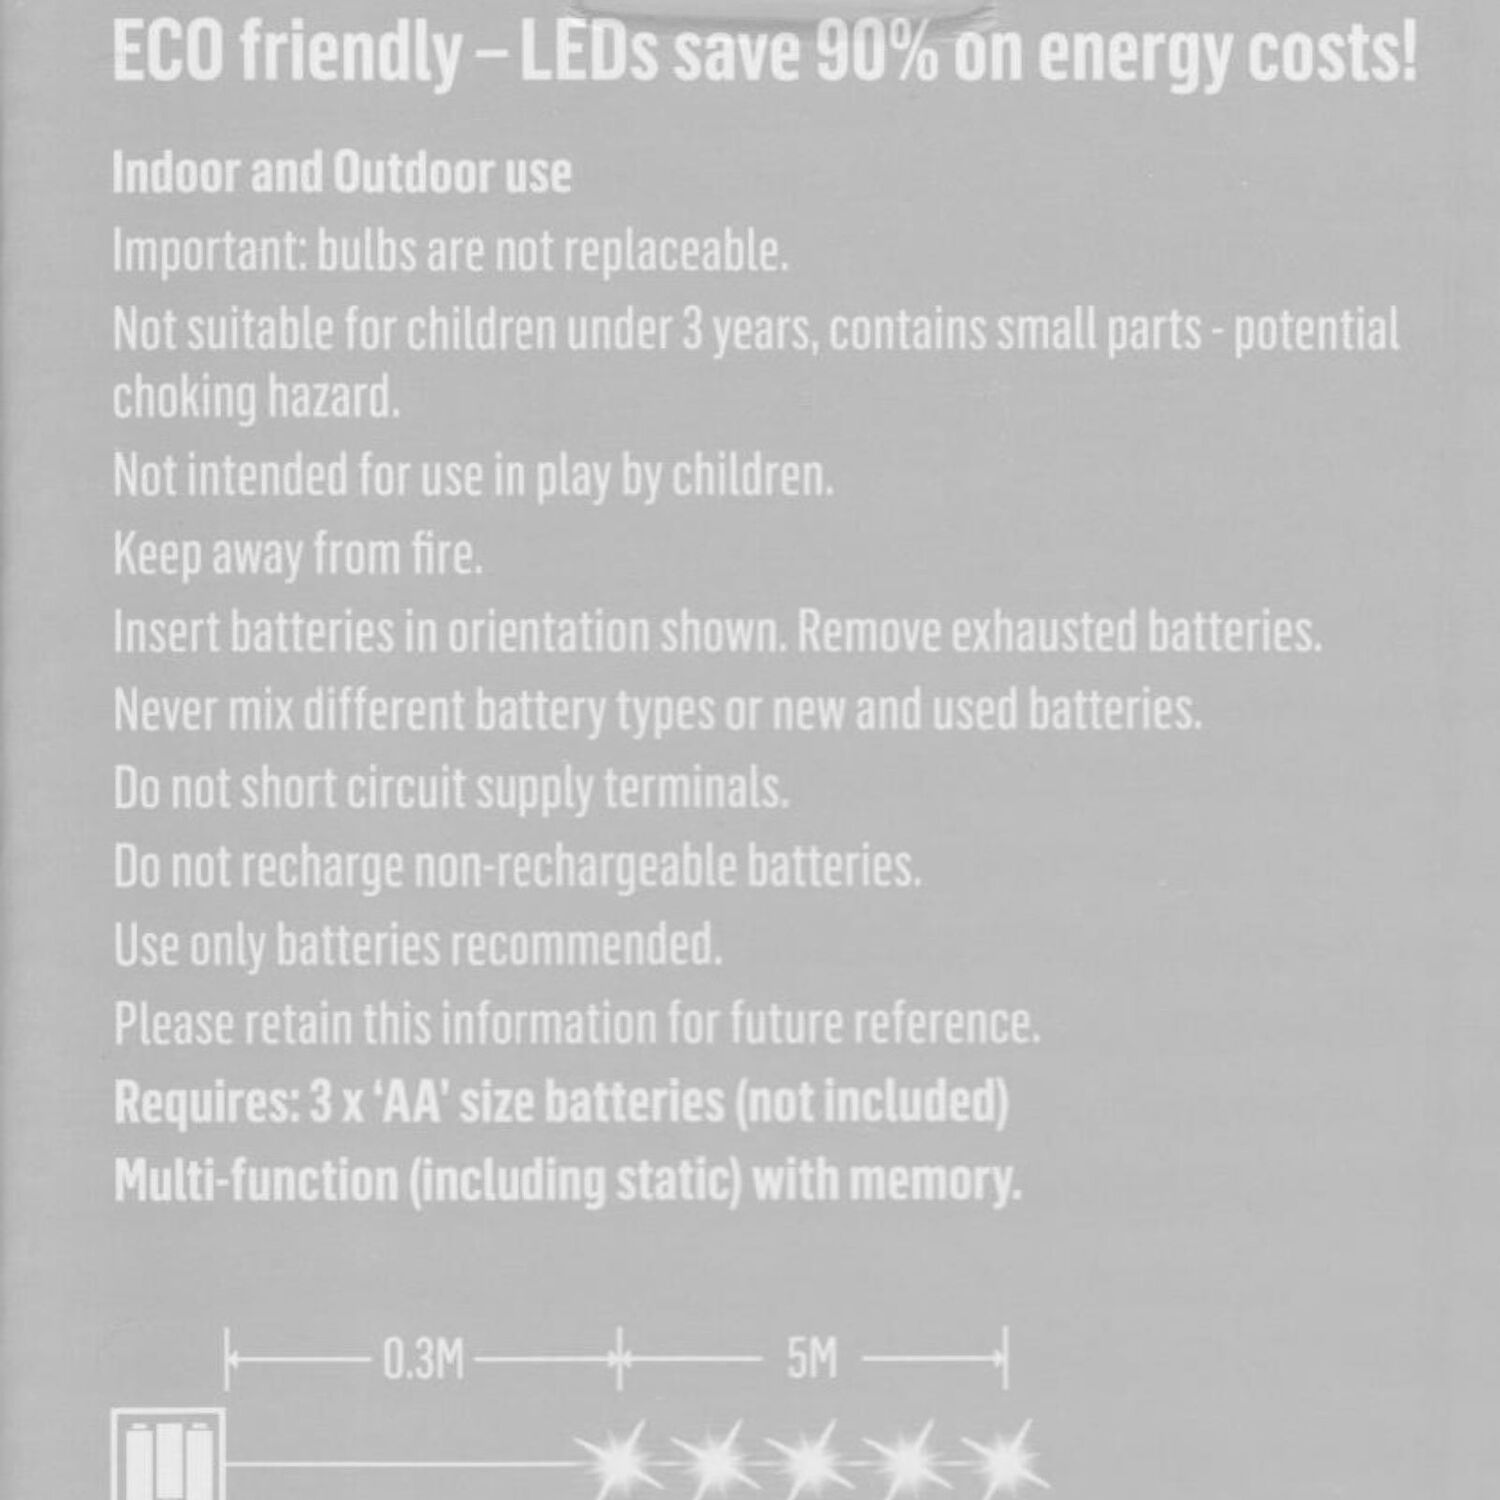 ECO friendly – LEDs save 90% on energy costs!
Indoor and Outdoor use
Important: bulbs are not replaceable.
Not suitable for children under 3 years, contains small parts - potential
choking hazard.
Not intended for use in play by children.
Keep away from fire.
Insert batteries in orientation shown. Remove exhausted batteries.
Never mix different battery types or new and used batteries.
Do not short circuit supply terminals.
Do not recharge non-rechargeable batteries.
Use only batteries recommended.
Please retain this information for future reference.
Requires: 3 x ‘AA’ size batteries (not included)
Multi-function (including static) with memory.
0.3M 5M